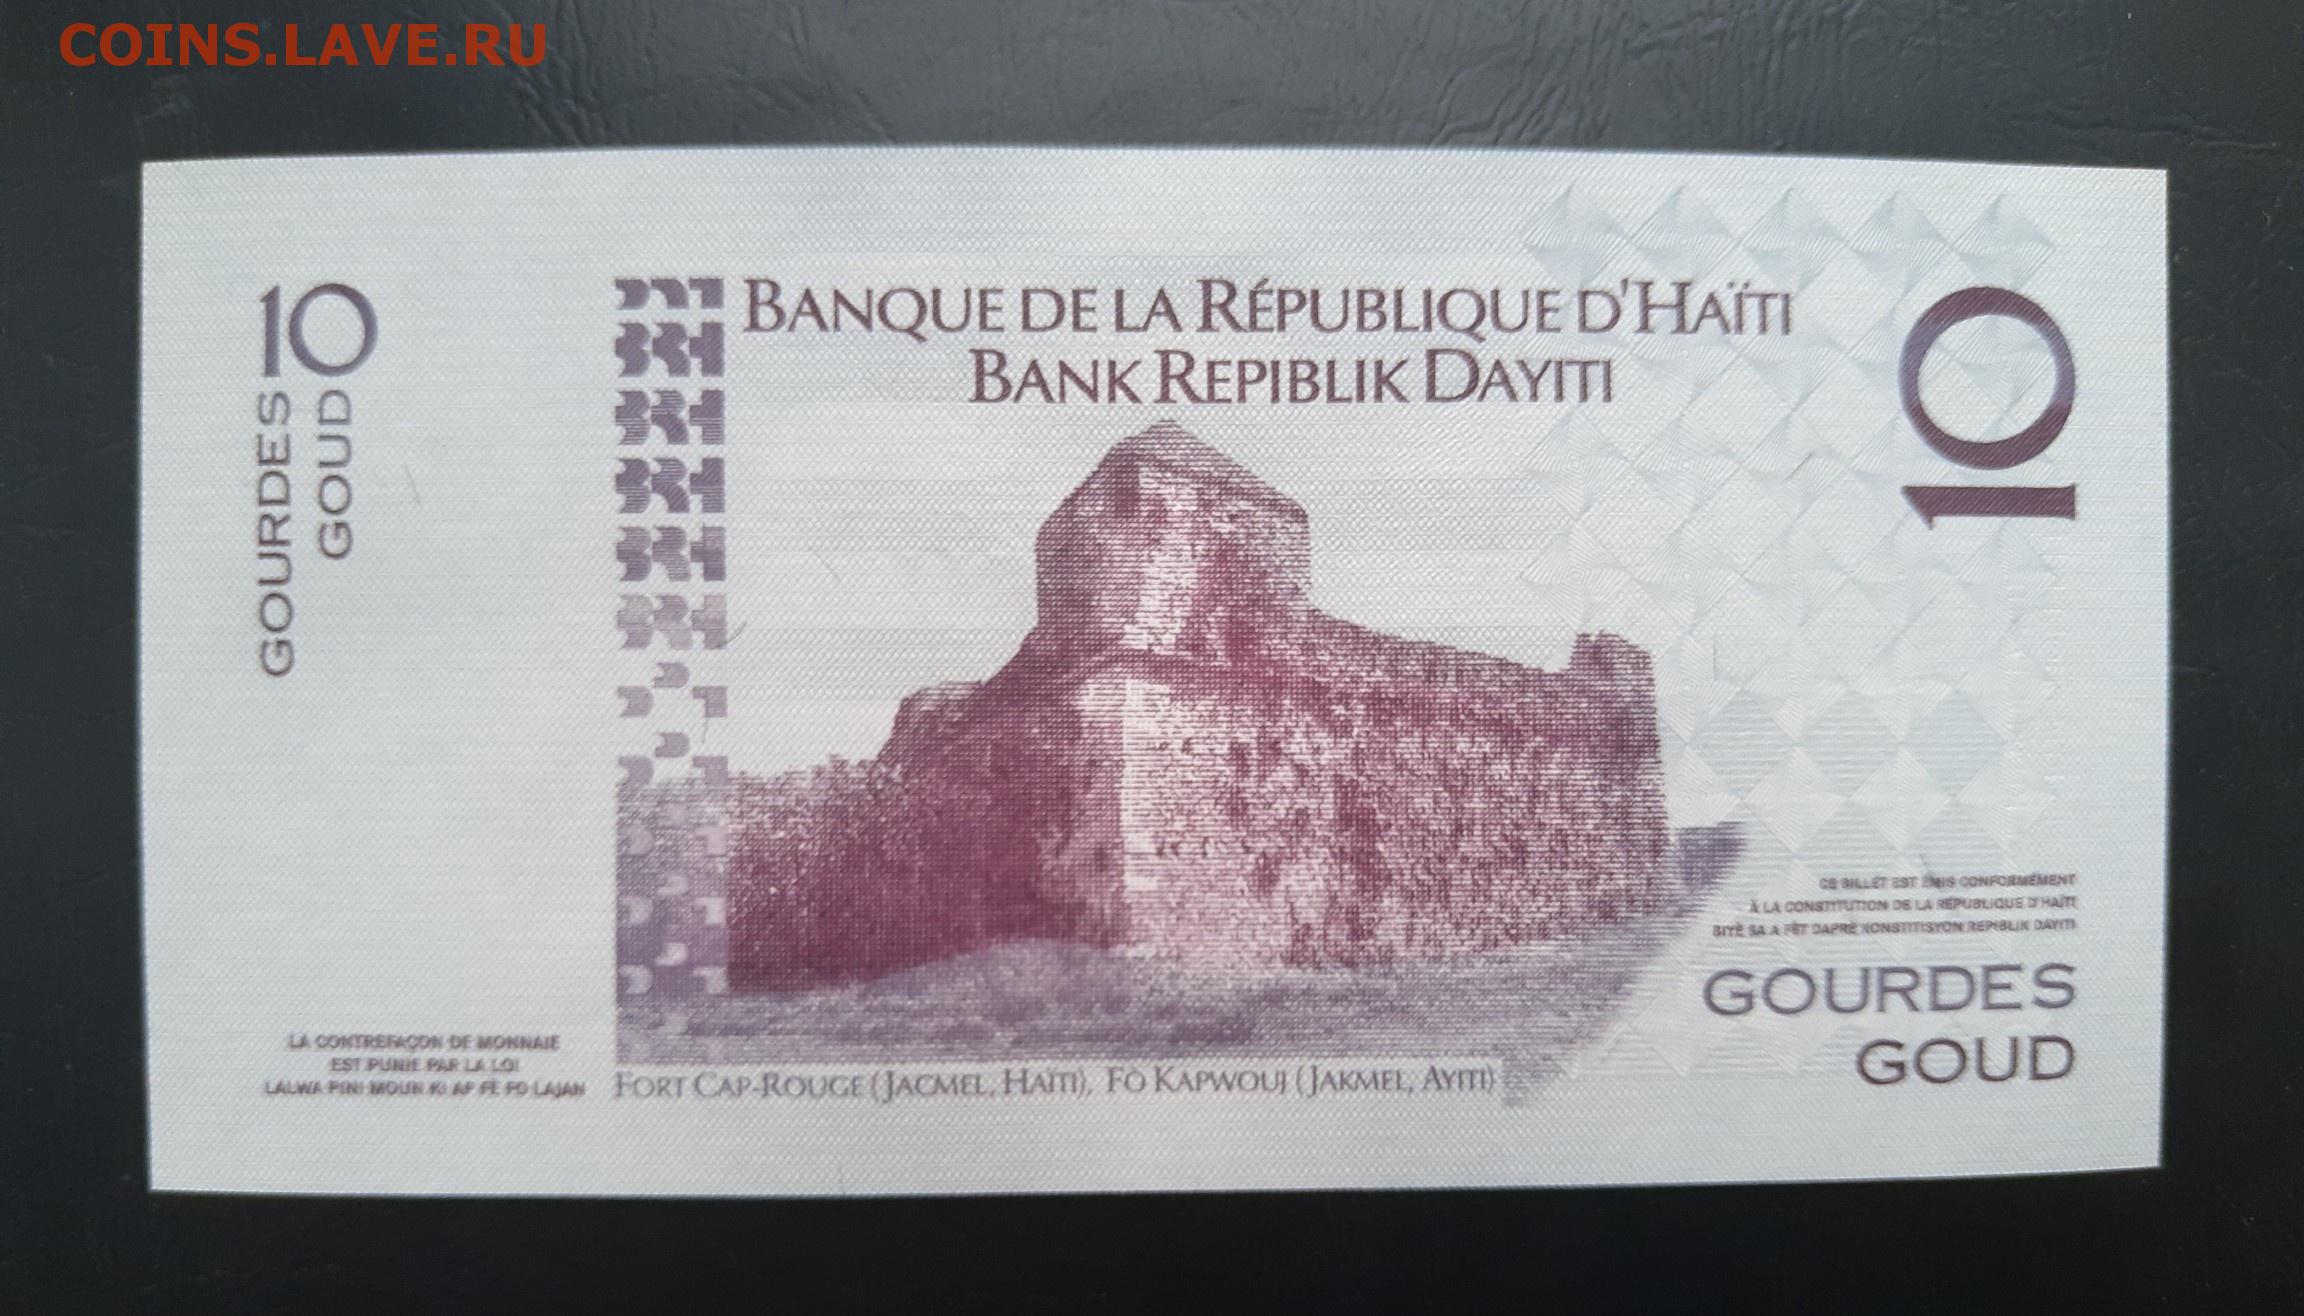 COINS.LAVE.RU
10
GOURDES
GOUD
BANQUE DE LA RÉPUBLIQUE D'HAÏTI
BANK REPIBLIK DAYITI
10
CE BILLET EST ÉMIS CONFORMÉMENT
À LA CONSTITUTION DE LA RÉPUBLIQUE D'HAÏTI
BIYÈ SA A FÈT DAPRÈ KONSTITISYON REPIBLIK DAYITI
GOURDES
GOUD
LA CONTREFAÇON DE MONNAIE
EST PUNIE PAR LA LOI
LALWA PINI MOUN KI AP FÈ FO LAJAN
FORT CAP-ROUGE (JACMEL, HAÏTI), FÒ KAPWOUJ (JAKMEL, AYITI)